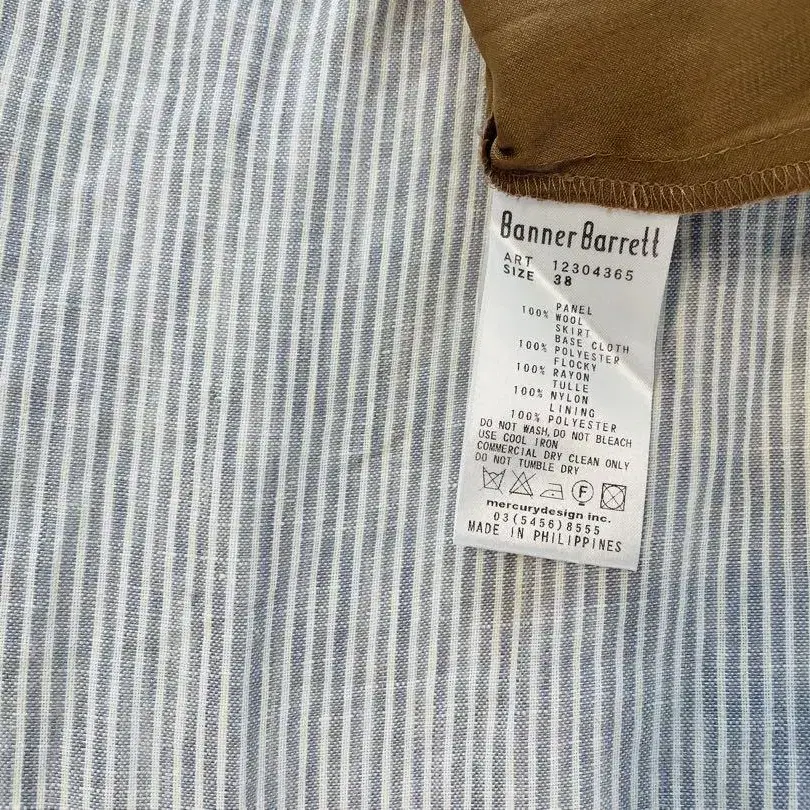 BannerBarrett
ART 12304365
SIZE 38
PANEL
100% WOOL
SKIRT
BASE CLOTH
100% POLYESTER
FLOCKY
100% RAYON
TULLE
100% NYLON
LINING
100% POLYESTER
DO NOT WASH, DO NOT BLEACH
USE COOL IRON
COMMERCIAL DRY CLEAN ONLY
DO NOT TUMBLE DRY
F
mercurydesign inc.
03(5456)8555
MADE IN PHILIPPINES